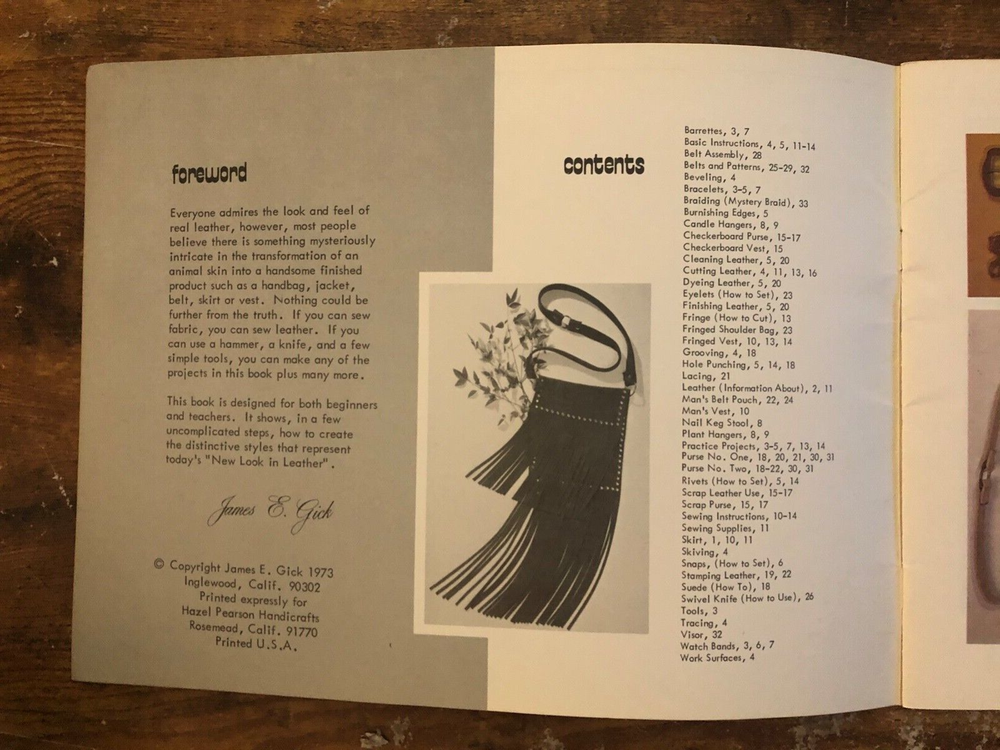 foreword
Everyone admires the look and feel of
real leather, however, most people
believe there is something mysteriously
intricate in the transformation of an
animal skin into a handsome finished
product such as a handbag, jacket,
belt, skirt or vest. Nothing could be
further from the truth. If you can sew
fabric, you can sew leather. If you
can use a hammer, a knife, and a few
simple tools, you can make any of the
projects in this book plus many more.
This book is designed for both beginners
and teachers. It shows, in a few
uncomplicated steps, how to create
the distinctive styles that represent
today's "New Look in Leather".
James E. Gick
© Copyright James E. Gick 1973
Inglewood, Calif. 90302
Printed expressly for
Hazel Pearson Handicrafts
Rosemead, Calif. 91770
Printed U.S.A.
contents
Barrettes, 3, 7
Basic Instructions, 4, 5, 11-14
Belt Assembly, 28
Belts and Patterns, 25-29, 32
Beveling, 4
Bracelets, 3-5, 7
Braiding (Mystery Braid), 33
Burnishing Edges, 5
Candle Hangers, 8, 9
Checkerboard Purse, 15-17
Checkerboard Vest, 15
Cleaning Leather, 5, 20
Cutting Leather, 4, 11, 13, 16
Dyeing Leather, 5, 20
Eyelets (How to Set), 23
Finishing Leather, 5, 20
Fringe (How to Cut), 13
Fringed Shoulder Bag, 23
Fringed Vest, 10, 13, 14
Grooving, 4, 18
Hole Punching, 5, 14, 18
Lacing, 21
Leather (Information About), 2, 11
Man's Belt Pouch, 22, 24
Man's Vest, 10
Nail Keg Stool, 8
Plant Hangers, 8, 9
Practice Projects, 3-5, 7, 13, 14
Purse No. One, 18, 20, 21, 30, 31
Purse No. Two, 18-22, 30, 31
Rivets (How to Set), 5, 14
Scrap Leather Use, 15-17
Scrap Purse, 15, 17
Sewing Instructions, 10-14
Sewing Supplies, 11
Skirt, 1, 10, 11
Skiving, 4
Snaps, (How to Set), 6
Stamping Leather, 19, 22
Suede (How To), 18
Swivel Knife (How to Use), 26
Tools, 3
Tracing, 4
Visor, 32
Watch Bands, 3, 6, 7
Work Surfaces, 4